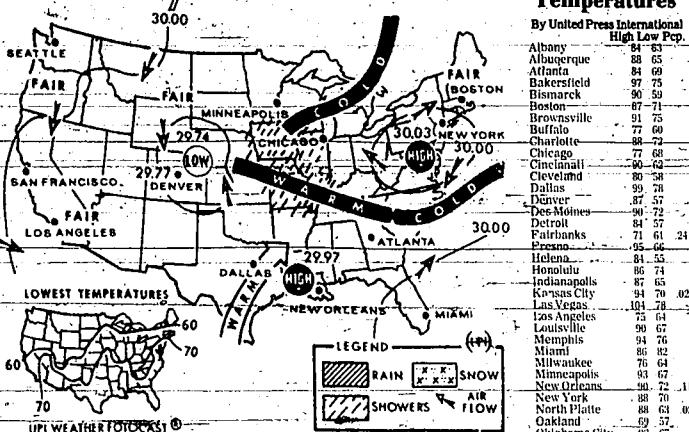 30.00
SEATTLE
FAIR
FAIR
MINNEAPOLIS
COLD
FAIR
BOSTON
29.74
CHICAGO
30.03
NEW YORK
LOW
HIGH
30.00
29.77
DENVER
SAN FRANCISCO
WARM
COLD
FAIR
LOS ANGELES
ATLANTA
30.00
29.97
DALLAS
HIGH
WARM
NEW ORLEANS
MIAMI
LOWEST TEMPERATURES
60
70
60
70
UPI WEATHER FOTOCAST ®
LEGEND
UPI
RAIN
SNOW
SHOWERS
AIR FLOW
Temperatures
By United Press International
High Low Pcp.
Albany 84 63
Albuquerque 88 65
Atlanta 84 69
Bakersfield 97 75
Bismarck 90 59
Boston 87 71
Brownsville 91 75
Buffalo 77 60
Charlotte 88 72
Chicago 77 68
Cincinnati 90 62
Cleveland 80 58
Dallas 99 78
Denver 87 57
Des Moines 90 72
Detroit 84 57
Fairbanks 71 61 .24
Fresno 95 66
Helena 84 55
Honolulu 86 74
Indianapolis 87 65
Kansas City 94 70 .02
Las Vegas 104 78
Los Angeles 75 64
Louisville 90 67
Memphis 94 76
Miami 86 82
Milwaukee 76 64
Minneapolis 93 67
New Orleans 90 72
New York 88 70
North Platte 88 63
Oakland 69 57
Oklahoma City